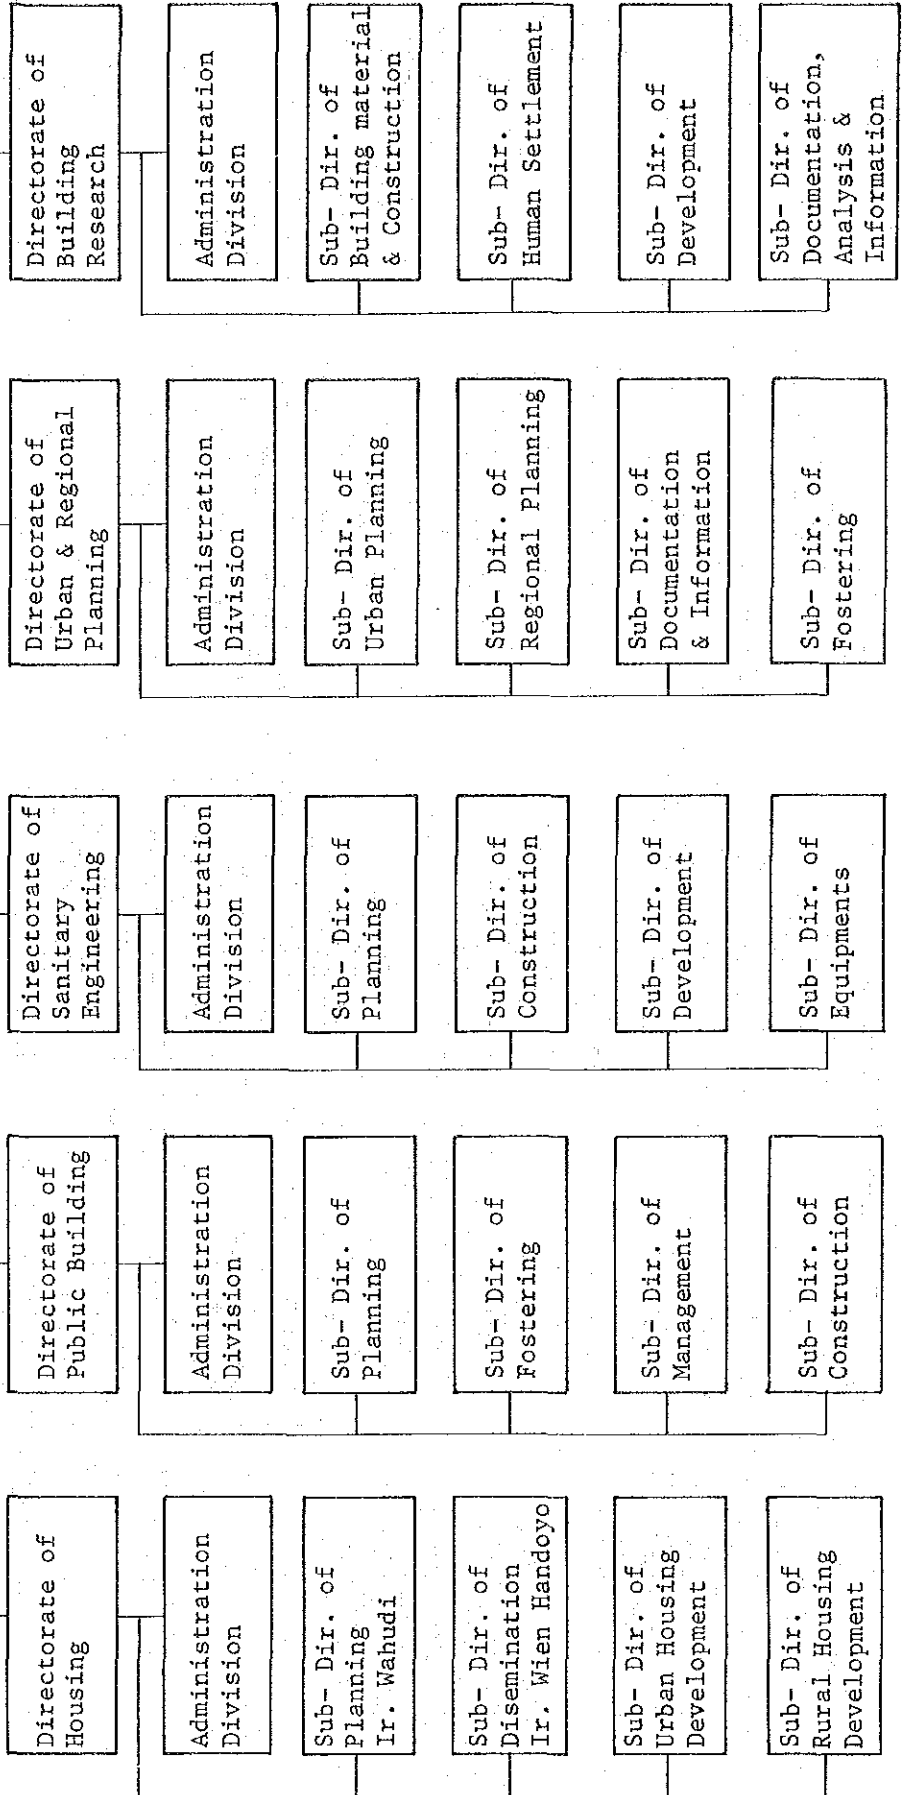 Directorate of
Housing
Administration
Division
Sub- Dir. of
Planning
Ir. Wahudi
Sub- Dir. of
Disemination
Ir. Wien Handoyo
Sub- Dir. of
Urban Housing
Development
Sub- Dir. of
Rural Housing
Development
Directorate of
Public Building
Administration
Division
Sub- Dir. of
Planning
Sub- Dir. of
Fostering
Sub- Dir. of
Management
Sub- Dir. of
Construction
Directorate of
Sanitary
Engineering
Administration
Division
Sub- Dir. of
Planning
Sub- Dir. of
Construction
Sub- Dir. of
Development
Sub- Dir. of
Equipments
Directorate of
Urban & Regional
Planning
Administration
Division
Sub- Dir. of
Urban Planning
Sub- Dir. of
Regional Planning
Sub- Dir. of
Documentation
& Information
Sub- Dir. of
Fostering
Directorate of
Building
Research
Administration
Division
Sub- Dir. of
Building material
& Construction
Sub- Dir. of
Human Settlement
Sub- Dir. of
Development
Sub- Dir. of
Documentation,
Analysis &
Information